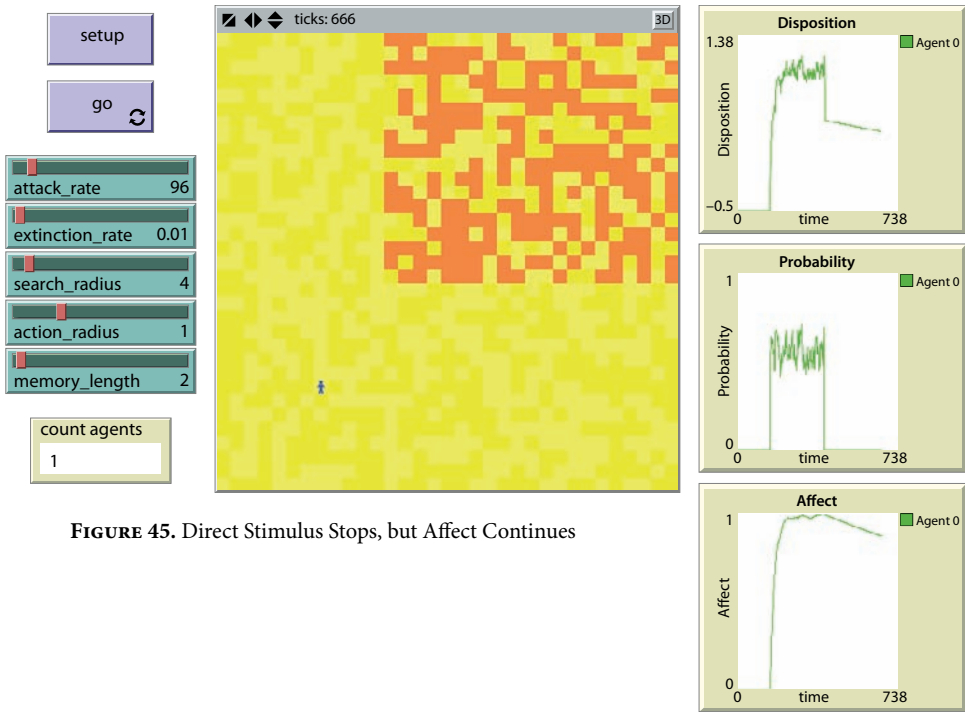 setup
go
attack_rate 96
extinction_rate 0.01
search_radius 4
action_radius 1
memory_length 2
count agents
1
ticks: 666
3D
Disposition
1.38
Agent 0
Disposition
−0.5
0 time 738
Probability
1
Agent 0
Probability
0
0 time 738
Affect
1
Agent 0
Affect
0
0 time 738
FIGURE 45. Direct Stimulus Stops, but Affect Continues